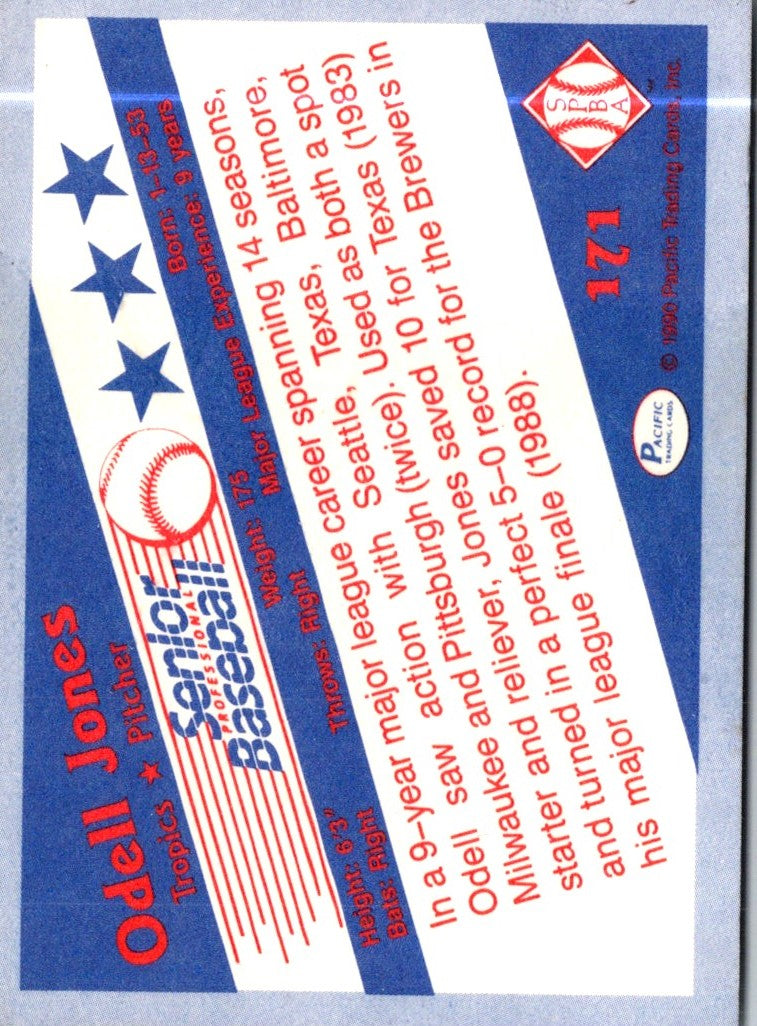 Odell Jones
Tropics ★ Pitcher
Senior
PROFESSIONAL
Baseball
Height: 6'3" Weight: 175 Born: 1-13-53
Bats: Right Throws: Right Major League Experience: 9 years
In a 9-year major league career spanning 14 seasons,
Odell saw action with Seattle, Texas, Baltimore,
Milwaukee and Pittsburgh (twice). Used as both a spot
starter and reliever, Jones saved 10 for Texas (1983)
and turned in a perfect 5-0 record for the Brewers in
his major league finale (1988).
PACIFIC
TRADING CARDS
171
SPBA
™
© 1990 Pacific Trading Cards, Inc.